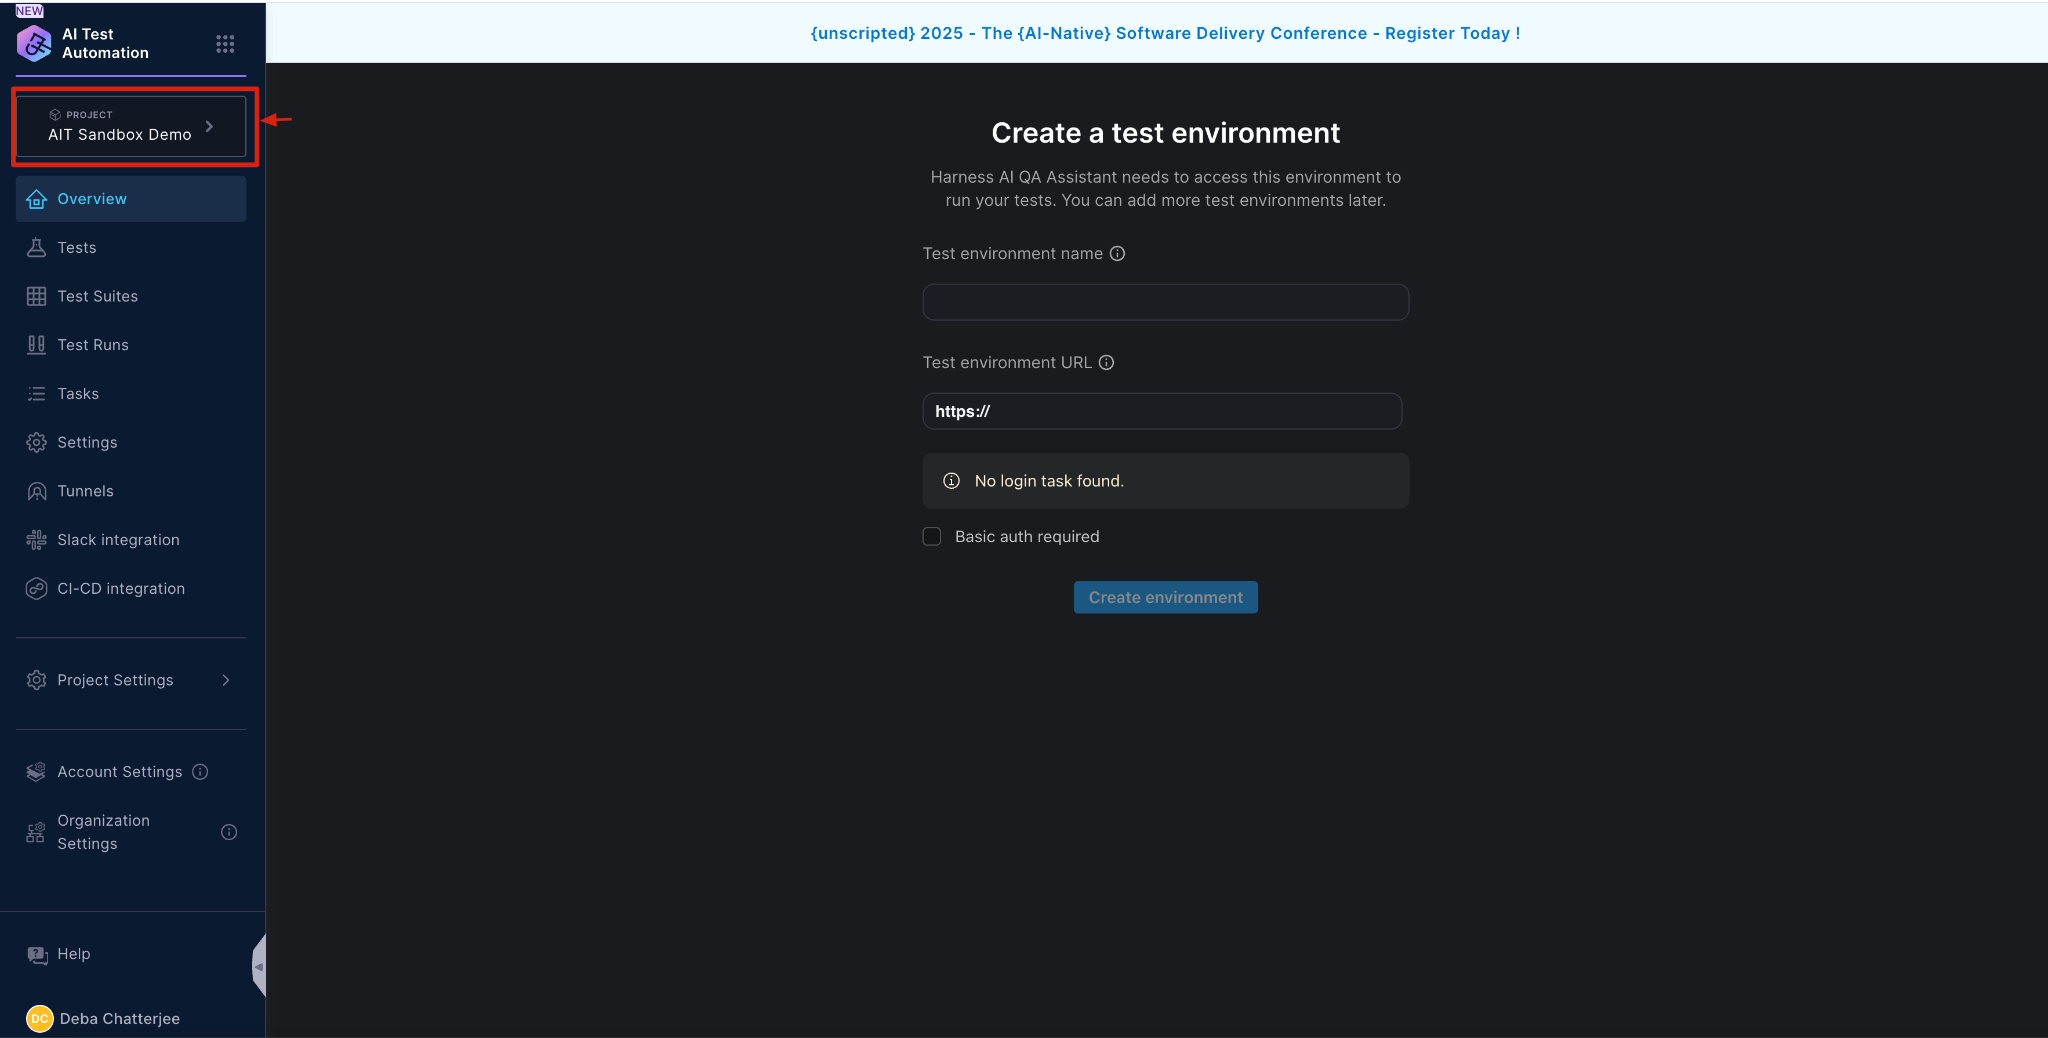 NEW
AI Test
Automation
PROJECT
AIT Sandbox Demo
Overview
Tests
Test Suites
Test Runs
Tasks
Settings
Tunnels
Slack integration
CI-CD integration
Project Settings
Account Settings
Organization
Settings
Help
DC
Deba Chatterjee
{unscripted} 2025 - The {AI-Native} Software Delivery Conference - Register Today !
Create a test environment
Harness AI QA Assistant needs to access this environment to
run your tests. You can add more test environments later.
Test environment name
Test environment URL
https://
No login task found.
Basic auth required
Create environment